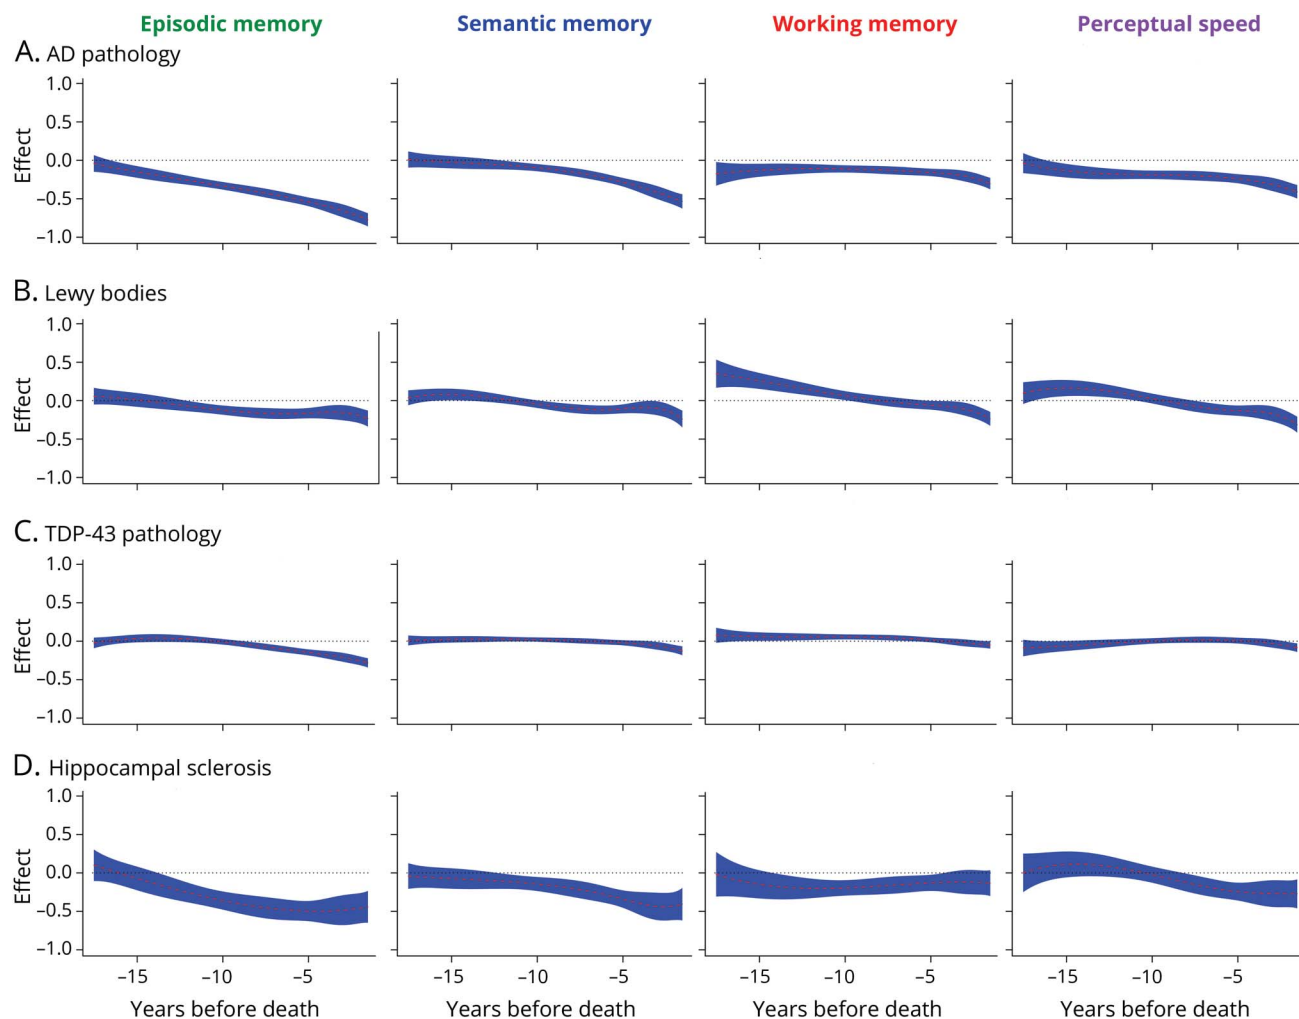 Episodic memory Semantic memory Working memory Perceptual speed
A. AD pathology
1.0
0.5
0.0
–0.5
–1.0
Effect
B. Lewy bodies
1.0
0.5
0.0
–0.5
–1.0
Effect
C. TDP-43 pathology
1.0
0.5
0.0
–0.5
–1.0
Effect
D. Hippocampal sclerosis
1.0
0.5
0.0
–0.5
–1.0
Effect
–15 –10 –5 –15 –10 –5 –15 –10 –5 –15 –10 –5
Years before death Years before death Years before death Years before death